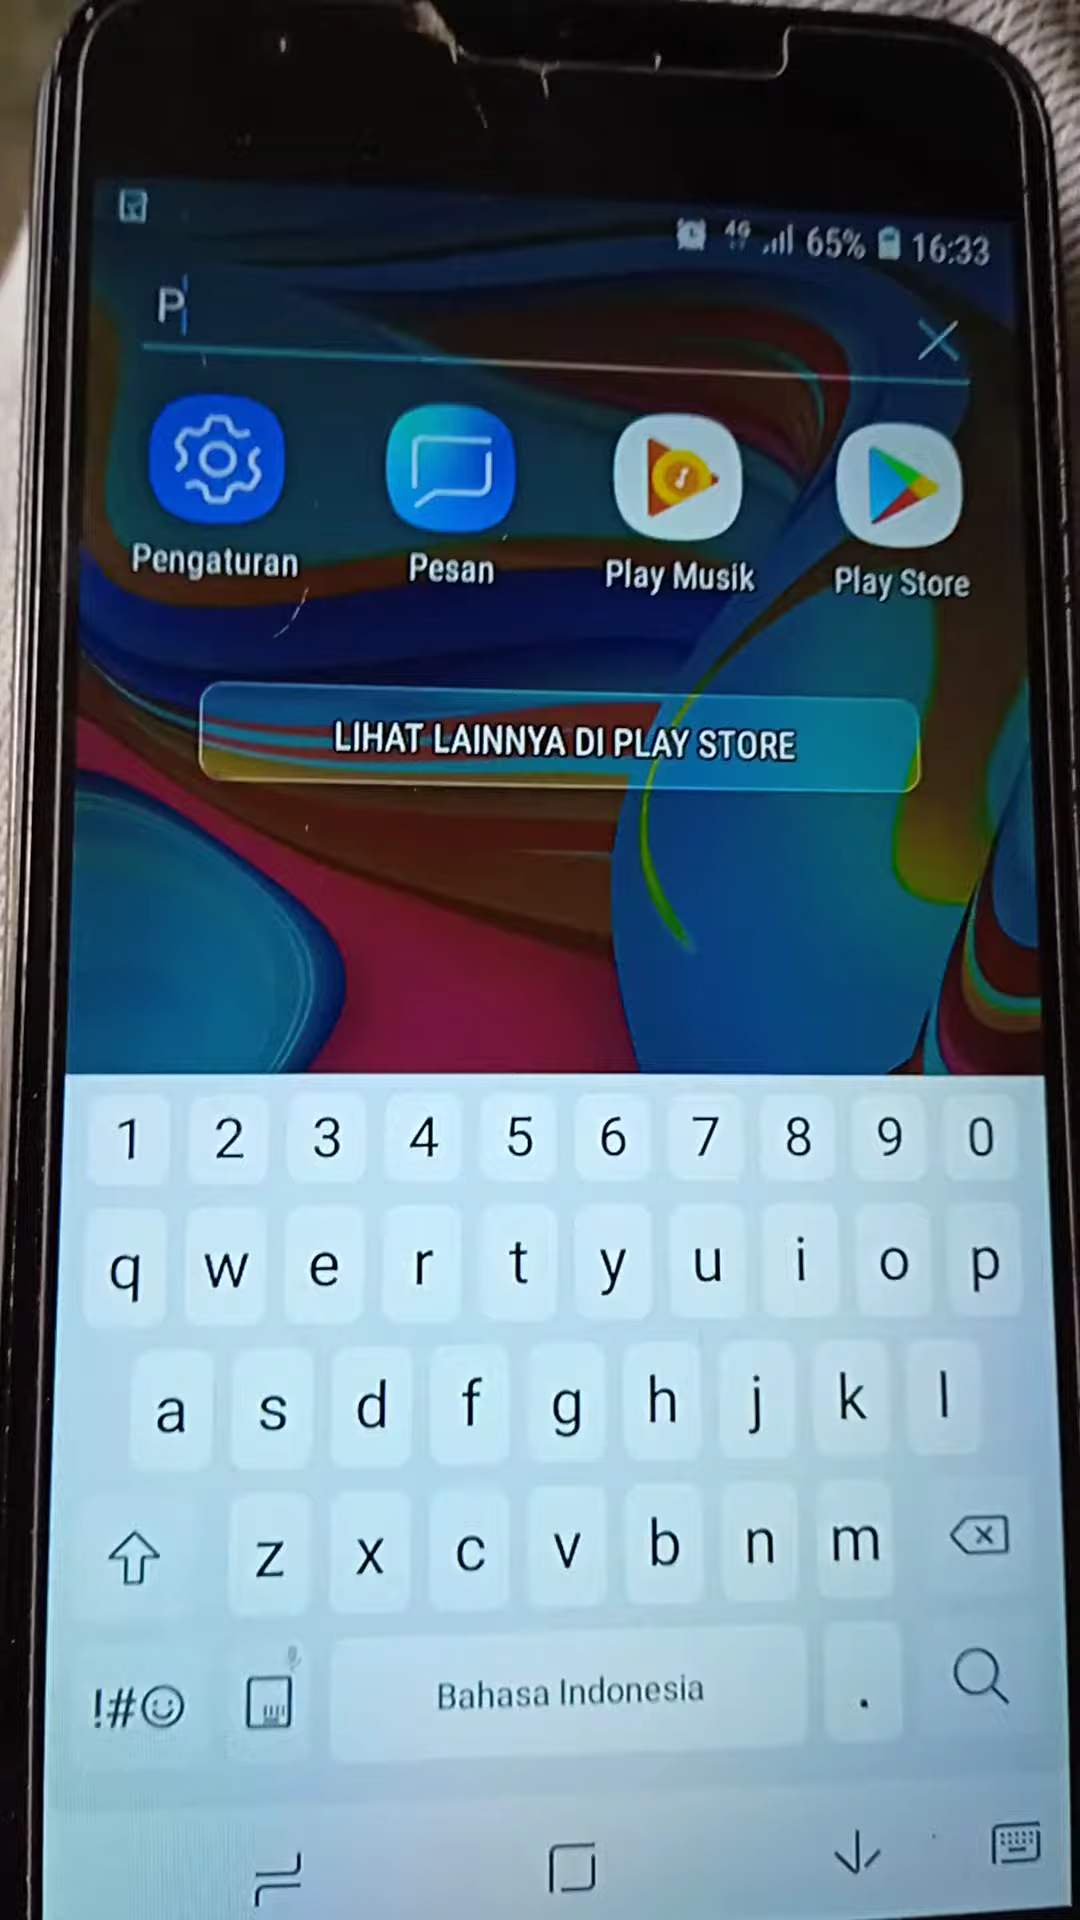 4G 65% 16:33
P
Pengaturan Pesan Play Musik Play Store
LIHAT LAINNYA DI PLAY STORE
1 2 3 4 5 6 7 8 9 0
q w e r t y u i o p
a s d f g h j k l
z x c v b n m
!#☺ Bahasa Indonesia .